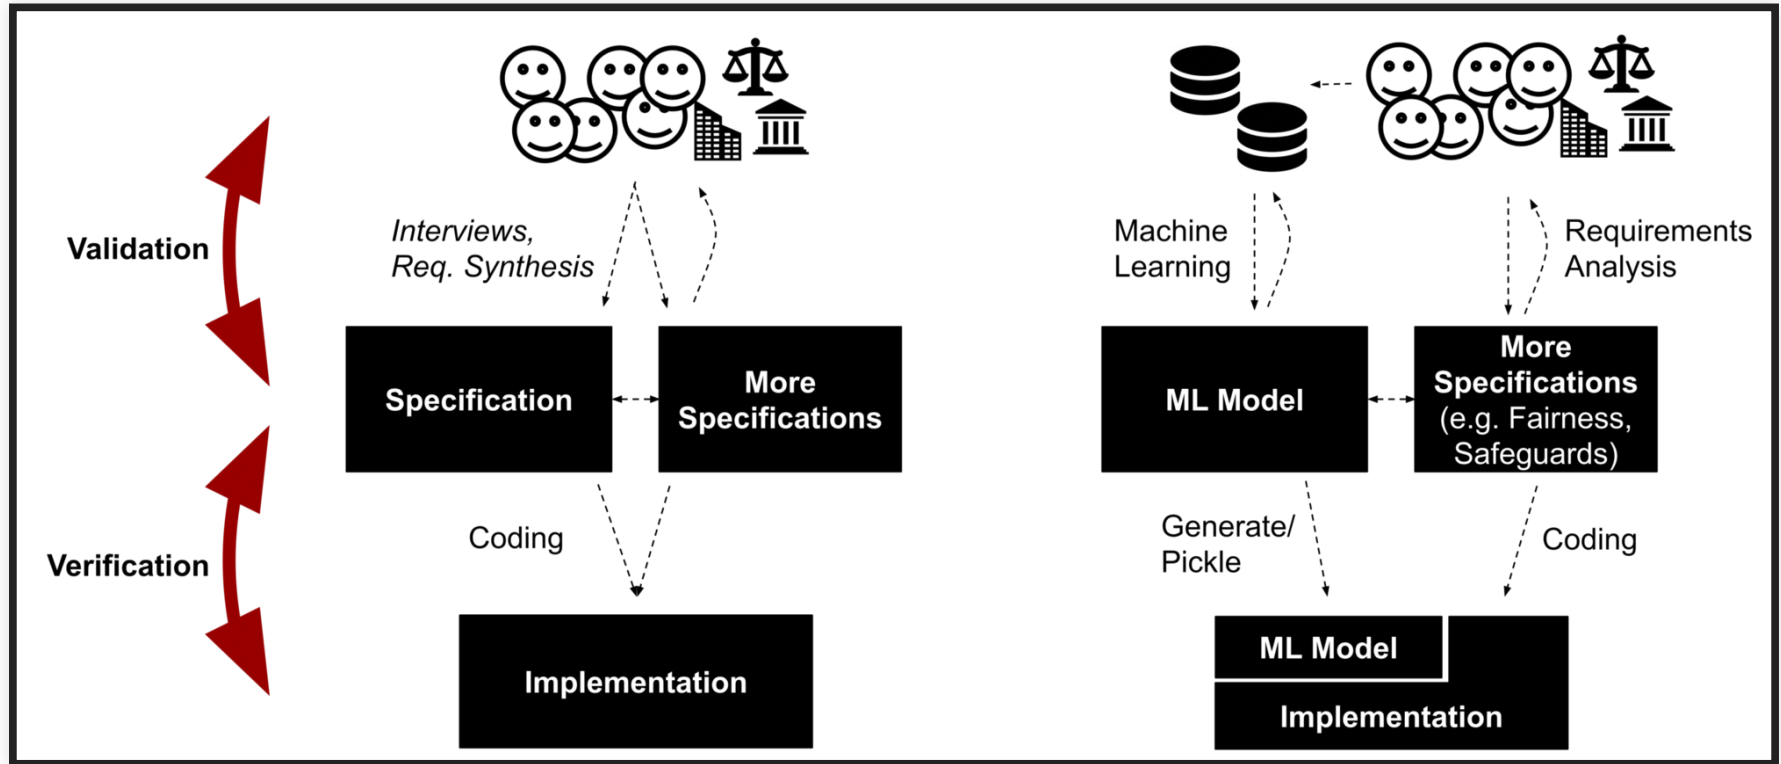 Validation
Interviews,
Req. Synthesis
Machine
Learning
Requirements
Analysis
Specification
More
Specifications
ML Model
More
Specifications
(e.g. Fairness,
Safeguards)
Verification
Coding
Generate/
Pickle
Coding
Implementation
ML Model
Implementation